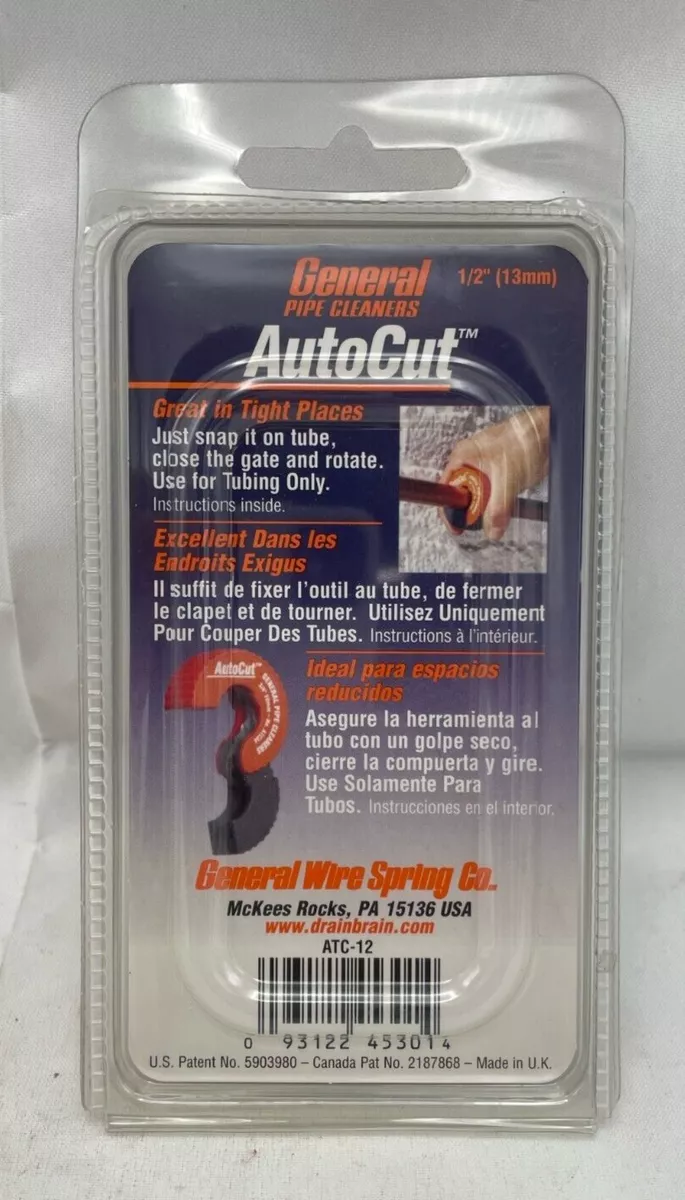 General
PIPE CLEANERS
1/2" (13mm)
AutoCut™
Great in Tight Places
Just snap it on tube,
close the gate and rotate.
Use for Tubing Only.
Instructions inside.
Excellent Dans les
Endroits Exigus
Il suffit de fixer l'outil au tube, de fermer
le clapet et de tourner. Utilisez Uniquement
Pour Couper Des Tubes. Instructions à l'intérieur.
AutoCut™
GENERAL PIPE CLEANERS
Ideal para espacios
reducidos
Asegure la herramienta al
tubo con un golpe seco,
cierre la compuerta y gire.
Use Solamente Para
Tubos. Instrucciones en el interior.
General Wire Spring Co.
McKees Rocks, PA 15136 USA
www.drainbrain.com
ATC-12
0 93122 45301 4
U.S. Patent No. 5903980 – Canada Pat No. 2187868 – Made in U.K.